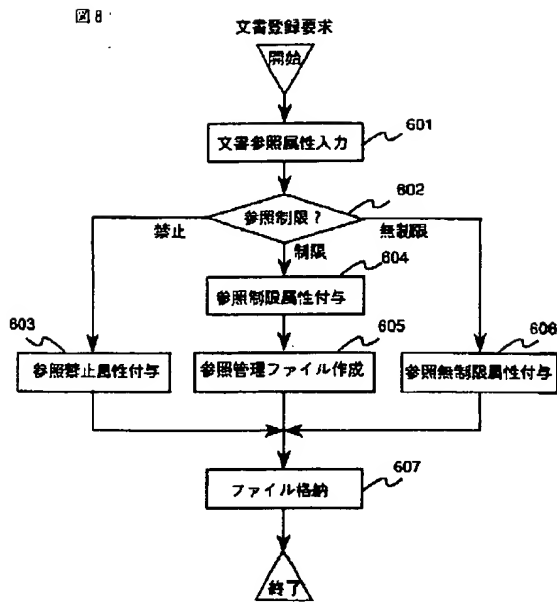 図8
文書登録要求
開始
601
文書参照属性入力
602
参照制限?
禁止
無制限
制限
604
参照制限属性付与
603
605
606
参照禁止属性付与
参照管理ファイル作成
参照無制限属性付与
607
ファイル格納
終了